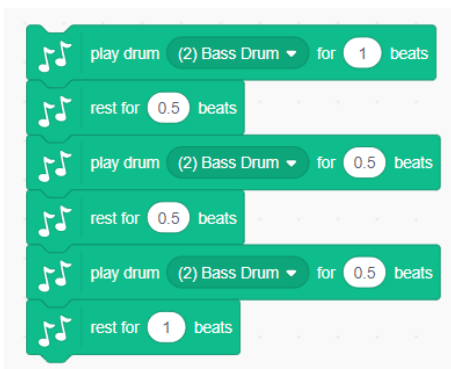 play drum (2) Bass Drum for 1 beats
rest for 0.5 beats
play drum (2) Bass Drum for 0.5 beats
rest for 0.5 beats
play drum (2) Bass Drum for 0.5 beats
rest for 1 beats